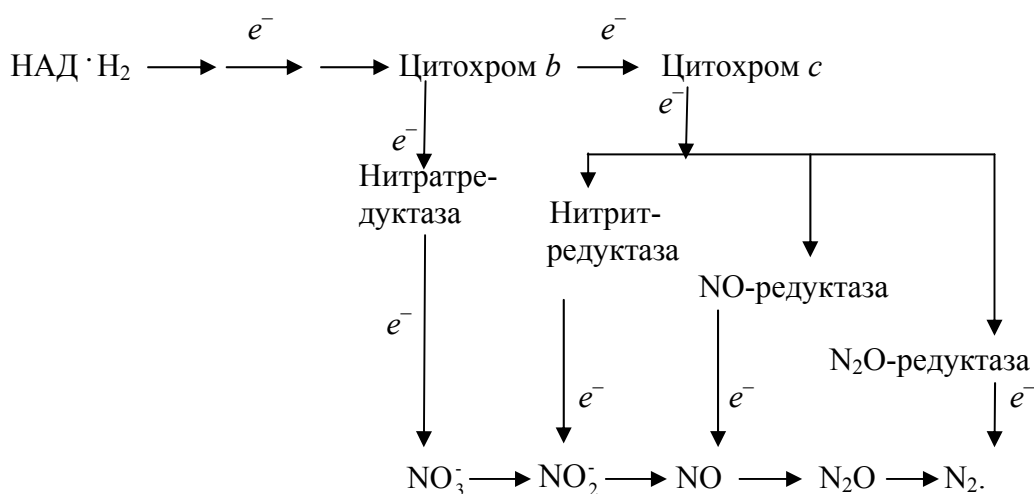 e⁻ e⁻
НАД·H₂ Цитохром b Цитохром c
e⁻
e⁻
Нитратре-
дуктаза
Нитрит-
редуктаза
NO-редуктаза
e⁻
N₂O-редуктаза
e⁻ e⁻ e⁻
NO₃⁻ NO₂⁻ NO N₂O N₂.